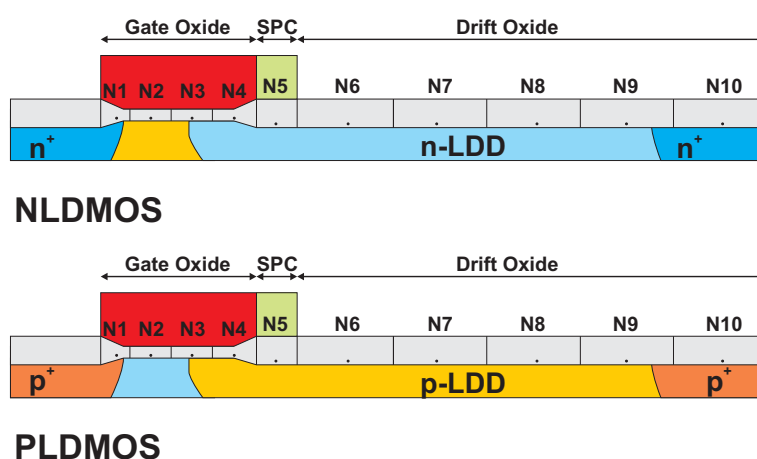 Gate Oxide SPC Drift Oxide
N1 N2 N3 N4 N5 N6 N7 N8 N9 N10
n+ n-LDD n+
NLDMOS
Gate Oxide SPC Drift Oxide
N1 N2 N3 N4 N5 N6 N7 N8 N9 N10
p+ p-LDD p+
PLDMOS